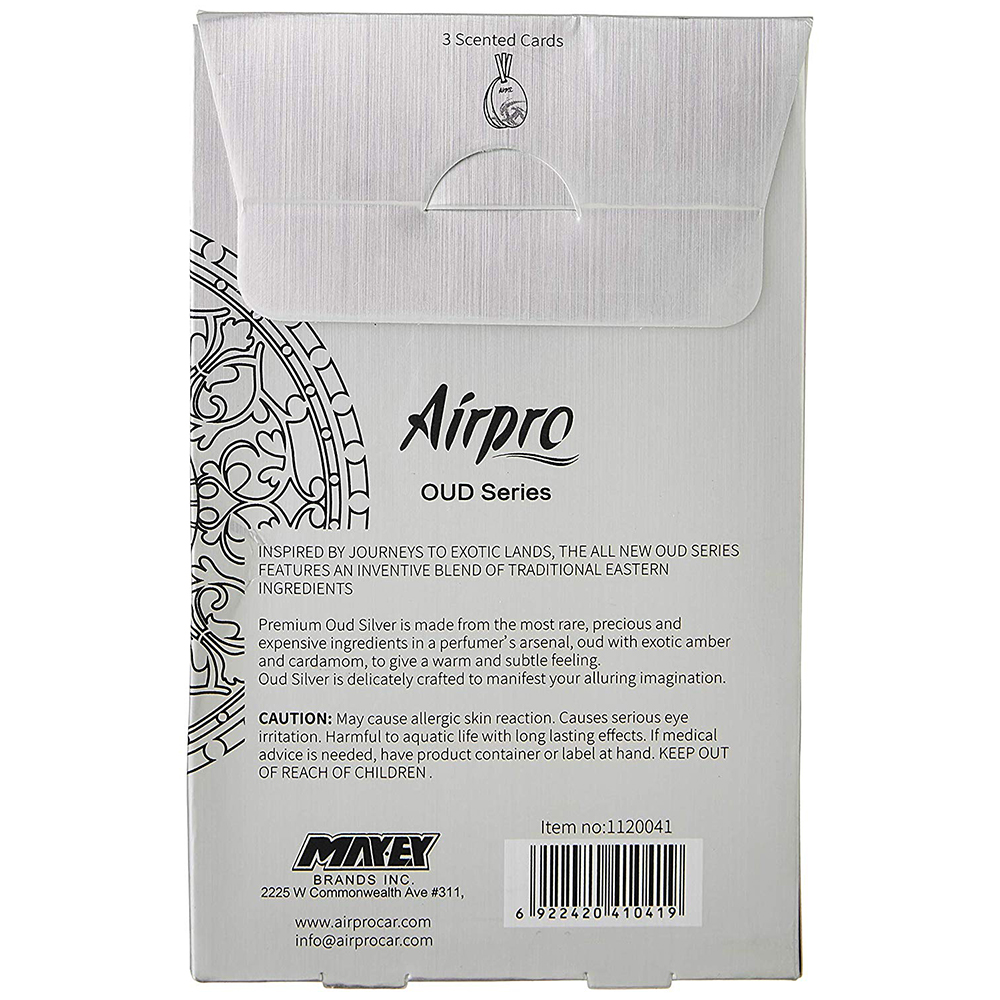 3 Scented Cards
Airpro
OUD Series
INSPIRED BY JOURNEYS TO EXOTIC LANDS, THE ALL NEW OUD SERIES
FEATURES AN INVENTIVE BLEND OF TRADITIONAL EASTERN
INGREDIENTS
Premium Oud Silver is made from the most rare, precious and
expensive ingredients in a perfumer's arsenal, oud with exotic amber
and cardamom, to give a warm and subtle feeling.
Oud Silver is delicately crafted to manifest your alluring imagination.
CAUTION: May cause allergic skin reaction. Causes serious eye
irritation. Harmful to aquatic life with long lasting effects. If medical
advice is needed, have product container or label at hand. KEEP OUT
OF REACH OF CHILDREN .
MAY·EY
BRANDS INC.
2225 W Commonwealth Ave #311,
www.airprocar.com
info@airprocar.com
Item no:1120041
6 922420 410419